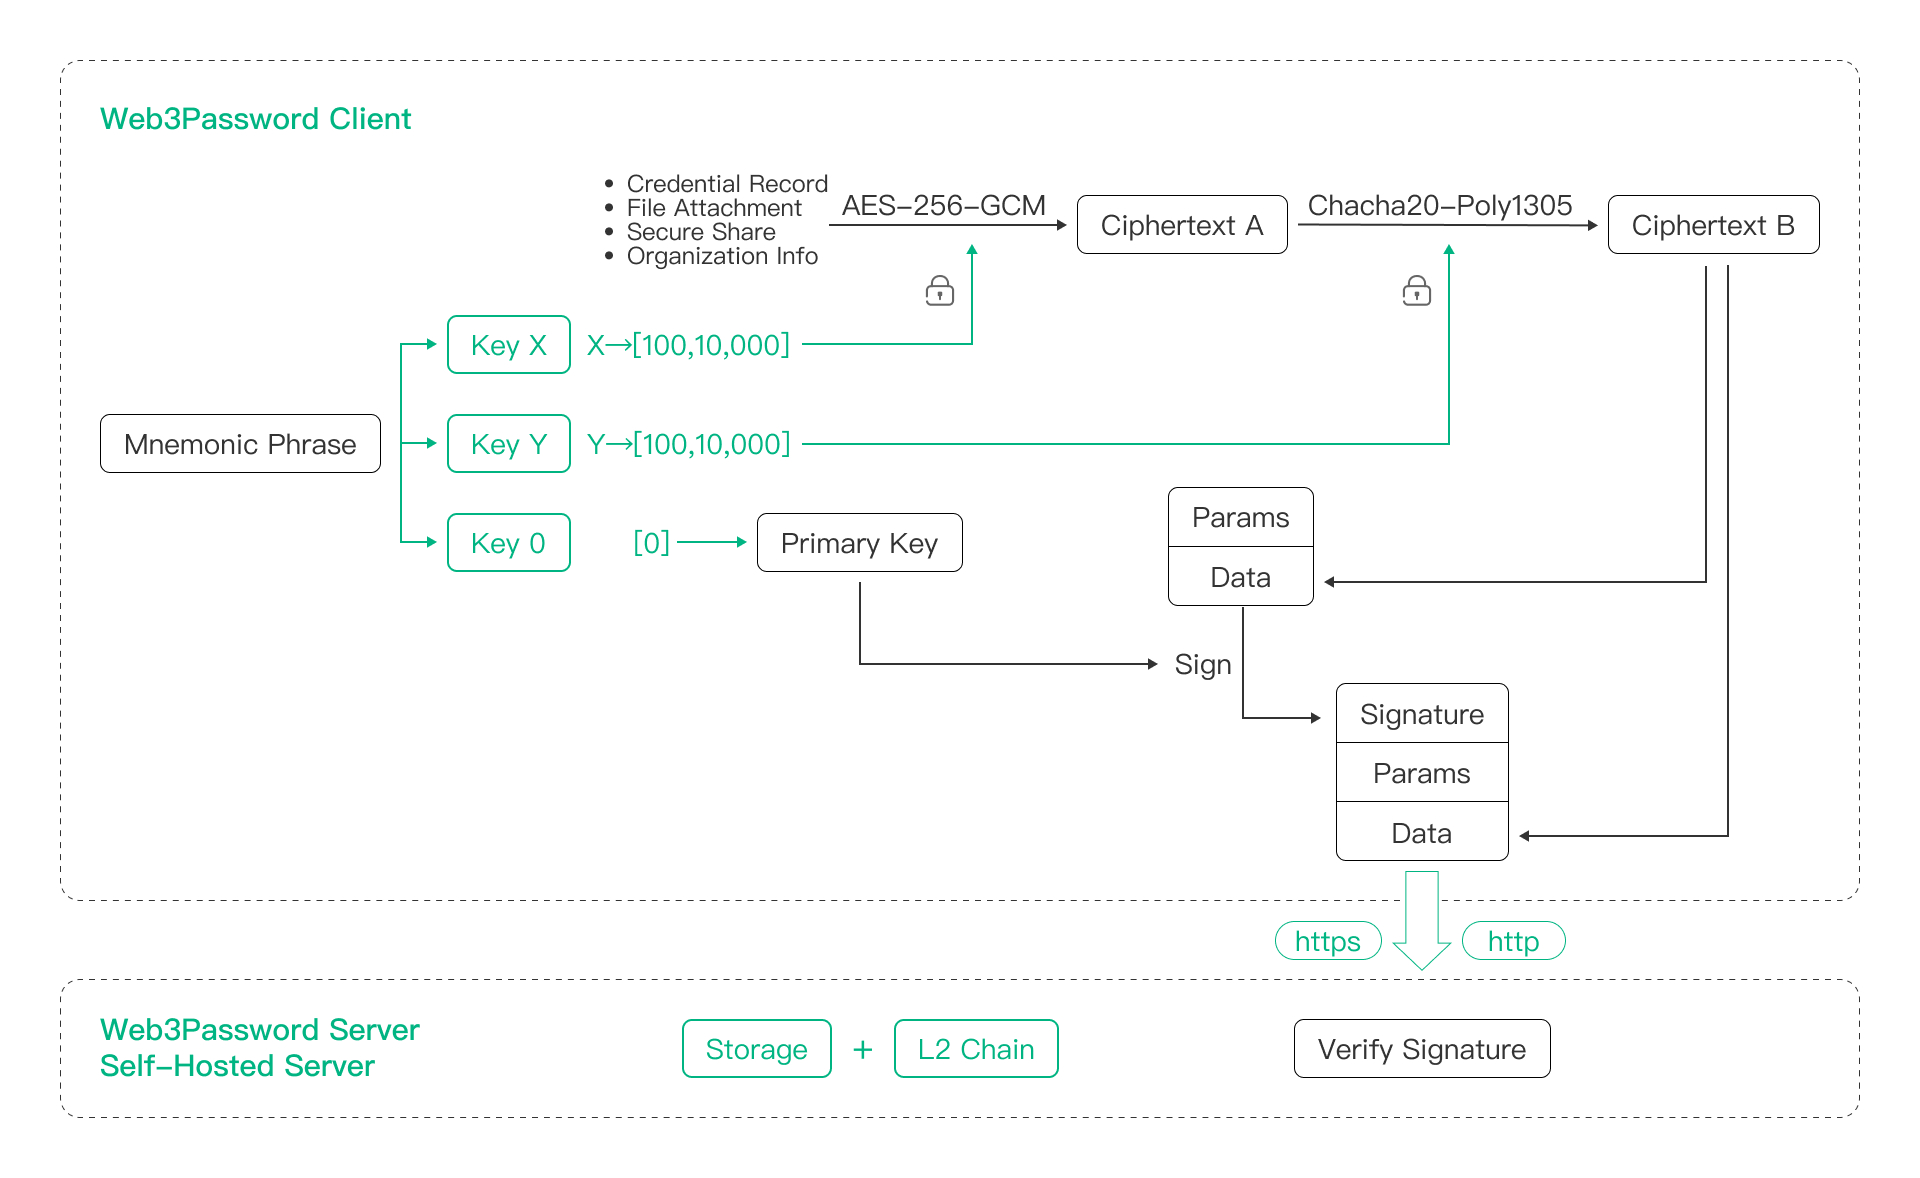 Web3Password Client
• Credential Record
• File Attachment
• Secure Share
• Organization Info
AES-256-GCM
Ciphertext A
Chacha20-Poly1305
Ciphertext B
Key X
X→[100,10,000]
Mnemonic Phrase
Key Y
Y→[100,10,000]
Key 0
[0]
Primary Key
Params
Data
Sign
Signature
Params
Data
https
http
Web3Password Server
Self-Hosted Server
Storage
+
L2 Chain
Verify Signature